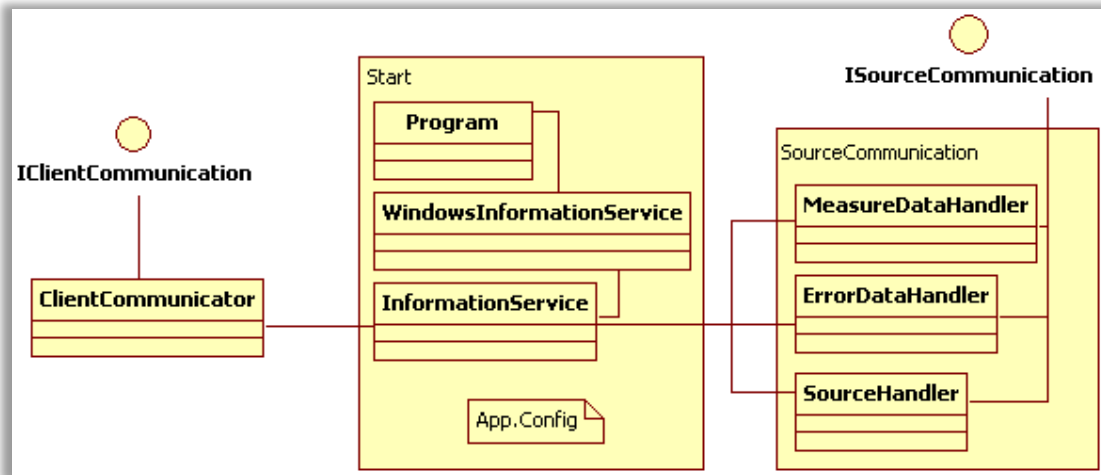 ISourceCommunication
Start
Program
SourceCommunication
IClientCommunication
WindowsInformationService
MeasureDataHandler
ClientCommunicator
InformationService
ErrorDataHandler
SourceHandler
App.Config